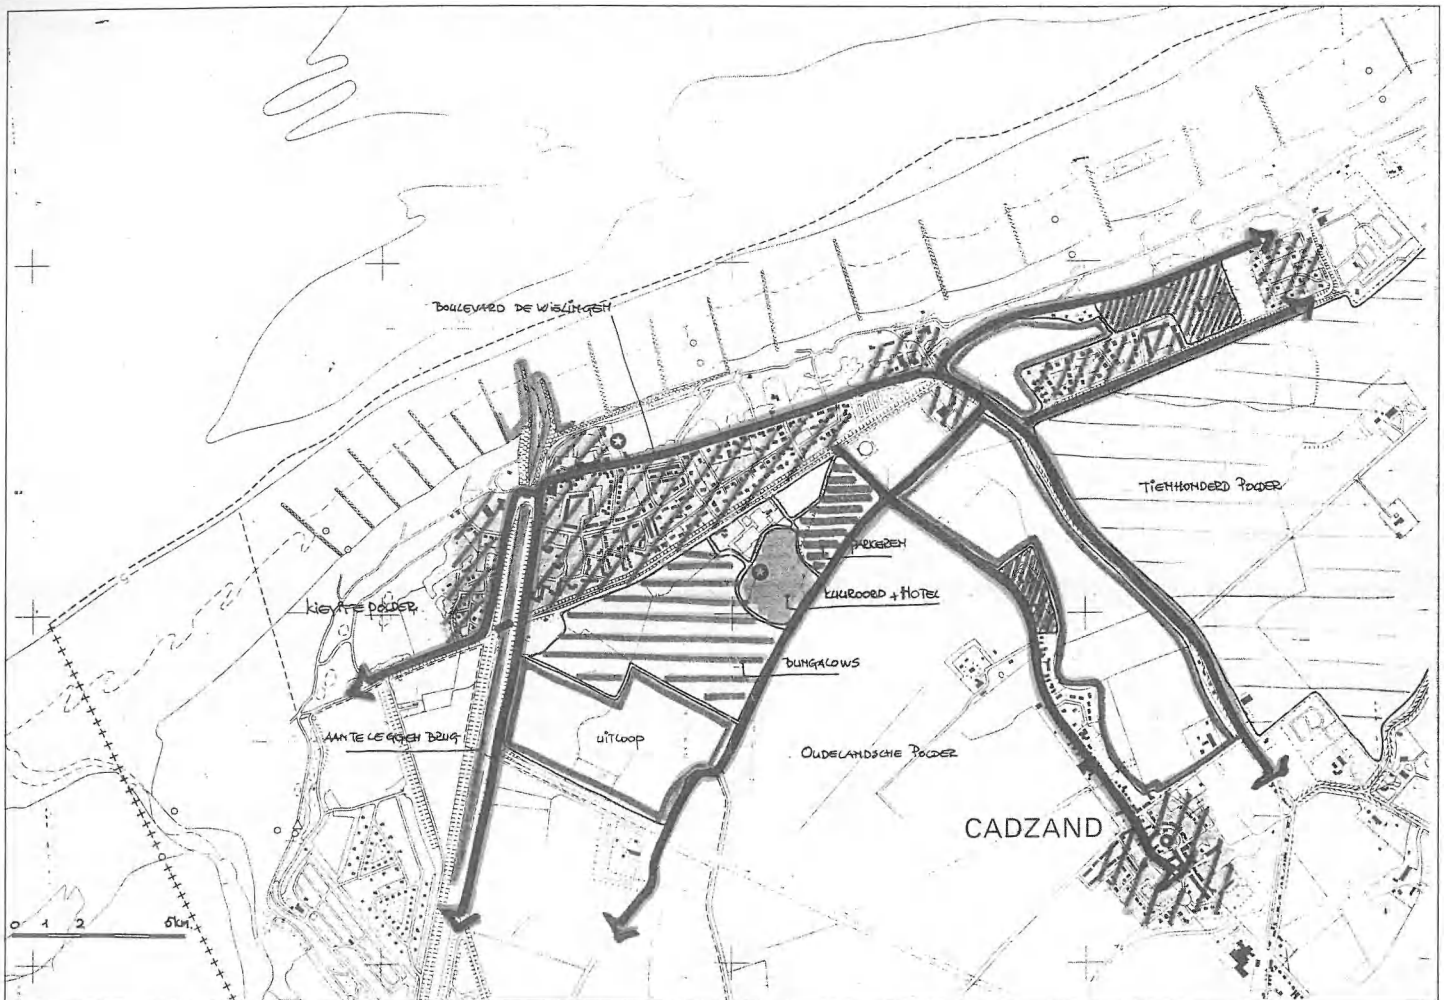 BOULEVARD DE WIELINGEN
TIENHONDERD POLDER
PARKEREN
KIEVITTE POLDER
KUUROORD + HOTEL
BUNGALOWS
AAN TE LEGGEN BRUG
UITLOOP
OUDELANDSCHE POLDER
CADZAND
0 1 2 5km.